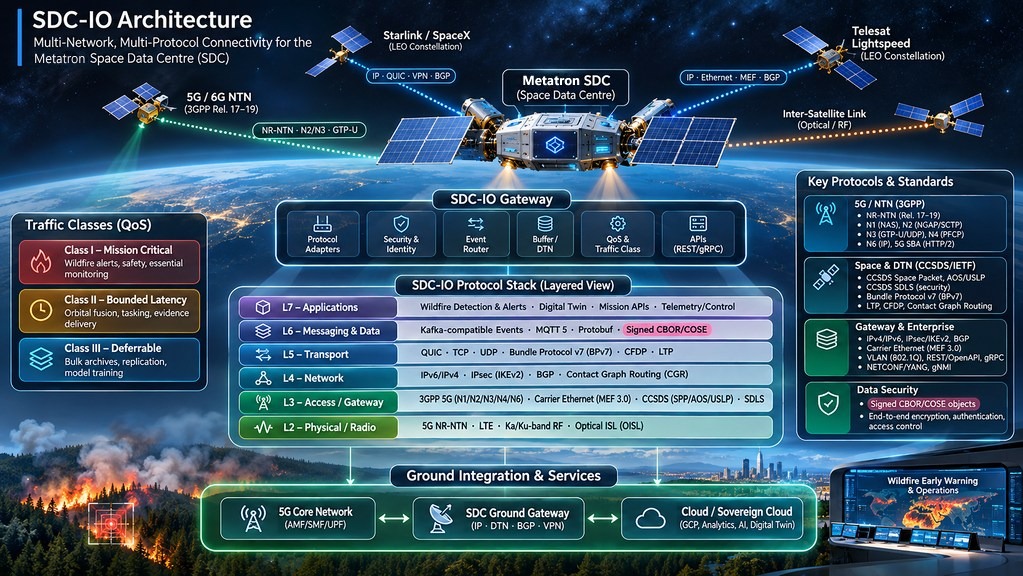 SDC-IO Architecture
Multi-Network, Multi-Protocol Connectivity for the
Metatron Space Data Centre (SDC)
Starlink / SpaceX
(LEO Constellation)
Telesat
Lightspeed
(LEO Constellation)
IP · QUIC · VPN · BGP
Metatron SDC
(Space Data Centre)
IP · Ethernet · MEF · BGP
5G / 6G NTN
(3GPP Rel. 17–19)
NR-NTN · N2/N3 · GTP-U
Inter-Satellite Link
(Optical / RF)
Traffic Classes (QoS)
Class I – Mission Critical
Wildfire alerts, safety, essential
monitoring
Class II – Bounded Latency
Orbital fusion, tasking, evidence
delivery
Class III – Deferrable
Bulk archives, replication,
model training
SDC-IO Gateway
Protocol
Adapters
Security &
Identity
Event
Router
Buffer /
DTN
QoS &
Traffic Class
APIs
(REST/gRPC)
SDC-IO Protocol Stack (Layered View)
L7 – Applications
Wildfire Detection & Alerts · Digital Twin · Mission APIs · Telemetry/Control
L6 – Messaging & Data
Kafka-compatible Events · MQTT 5 · Protobuf · Signed CBOR/COSE
L5 – Transport
QUIC · TCP · UDP · Bundle Protocol v7 (BPv7) · CFDP · LTP
L4 – Network
IPv6/IPv4 · IPsec (IKEv2) · BGP · Contact Graph Routing (CGR)
L3 – Access / Gateway
3GPP 5G (N1/N2/N3/N4/N6) · Carrier Ethernet (MEF 3.0) · CCSDS (SPP/AOS/USLP) · SDLS
L2 – Physical / Radio
5G NR-NTN · LTE · Ka/Ku-band RF · Optical ISL (OISL)
Key Protocols & Standards
5G / NTN (3GPP)
• NR-NTN (Rel. 17–19)
• N1 (NAS), N2 (NGAP/SCTP)
• N3 (GTP-U/UDP), N4 (PFCP)
• N6 (IP), 5G SBA (HTTP/2)
Space & DTN (CCSDS/IETF)
• CCSDS Space Packet, AOS/USLP
• CCSDS SDLS (security)
• Bundle Protocol v7 (BPv7)
• LTP, CFDP, Contact Graph Routing
Gateway & Enterprise
• IPv4/IPv6, IPsec/IKEv2, BGP
• Carrier Ethernet (MEF 3.0)
• VLAN (802.1Q), REST/OpenAPI, gRPC
• NETCONF/YANG, gNMI
Data Security
• Signed CBOR/COSE objects
• End-to-end encryption, authentication,
access control
Ground Integration & Services
5G Core Network
(AMF/SMF/UPF)
SDC Ground Gateway
(IP · DTN · BGP · VPN)
Cloud / Sovereign Cloud
(GCP, Analytics, AI, Digital Twin)
Wildfire Early Warning
& Operations